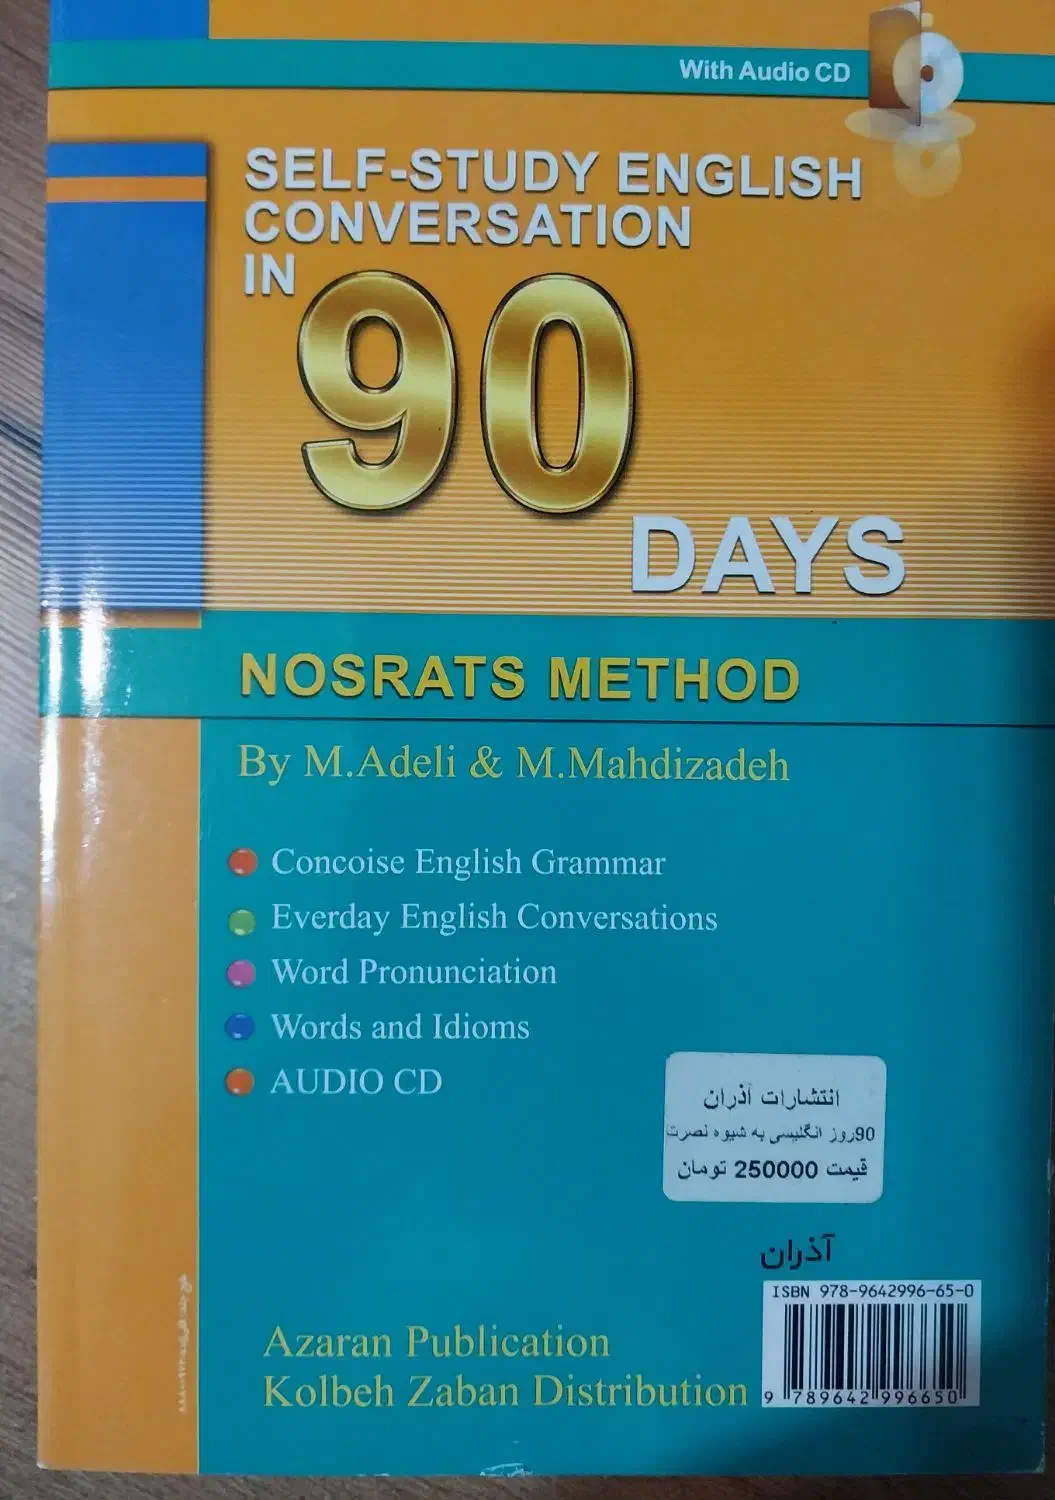 With Audio CD
SELF-STUDY ENGLISH
CONVERSATION
IN
90
DAYS
NOSRATS METHOD
By M.Adeli & M.Mahdizadeh
Concoise English Grammar
Everday English Conversations
Word Pronunciation
Words and Idioms
AUDIO CD
انتشارات آذران
90روز انگلیسی به شیوه نصرت
قیمت 250000 تومان
آذران
ISBN 978-9642996-65-0
9 789642 996650
Azaran Publication
Kolbeh Zaban Distribution